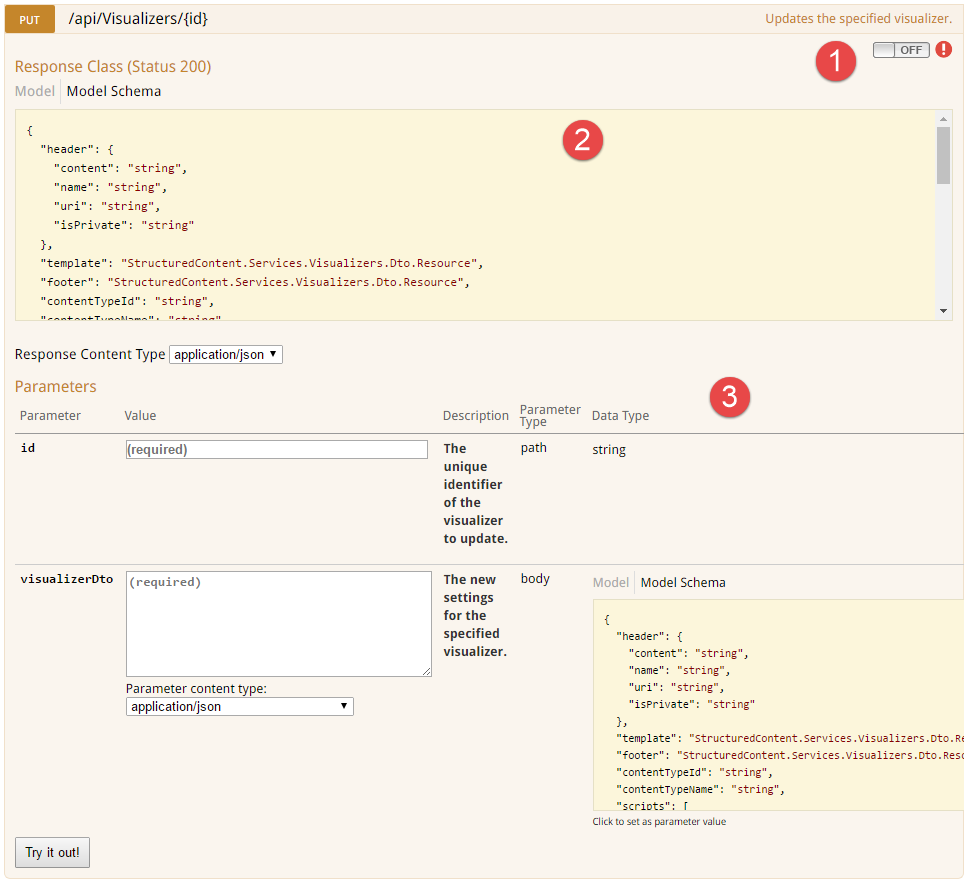 PUT /api/Visualizers/{id} Updates the specified visualizer.
1 OFF !
Response Class (Status 200)
Model Model Schema
2
{
"header": {
"content": "string",
"name": "string",
"uri": "string",
"isPrivate": "string"
},
"template": "StructuredContent.Services.Visualizers.Dto.Resource",
"footer": "StructuredContent.Services.Visualizers.Dto.Resource",
"contentTypeId": "string",
"contentTypeName": "string",
Response Content Type application/json
Parameters
3
Parameter Value Description Parameter Type Data Type
id (required) The unique identifier of the visualizer to update. path string
visualizerDto (required) The new settings for the specified visualizer. body
Model Model Schema
{
"header": {
"content": "string",
"name": "string",
"uri": "string",
"isPrivate": "string"
},
"template": "StructuredContent.Services.Visualizers.Dto.Re
"footer": "StructuredContent.Services.Visualizers.Dto.Reso
"contentTypeId": "string",
"contentTypeName": "string",
"scripts": [
Parameter content type:
application/json
Click to set as parameter value
Try it out!